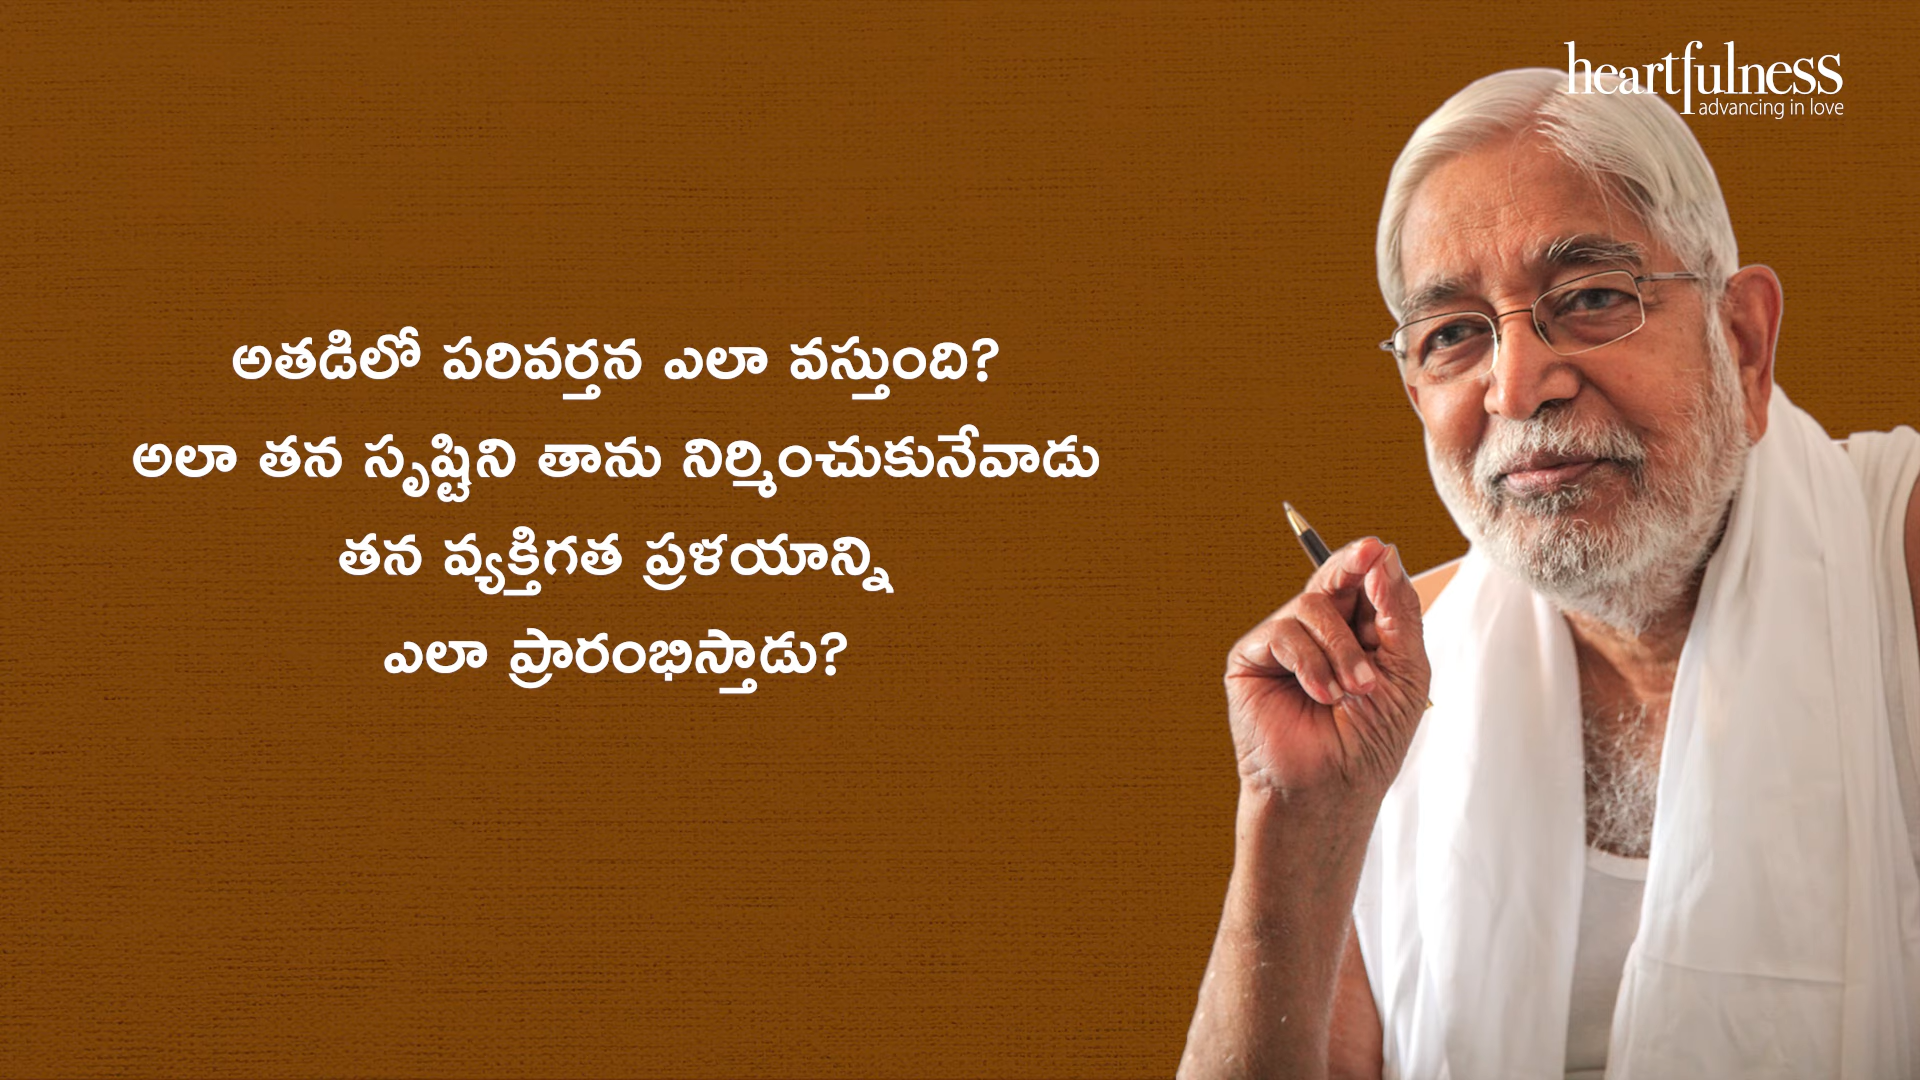 heartfulness
advancing in love
అతడిలో పరివర్తన ఎలా వస్తుంది?
అలా తన సృష్టిని తాను నిర్మించుకునేవాడు
తన వ్యక్తిగత ప్రళయాన్ని
ఎలా ప్రారంభిస్తాడు?